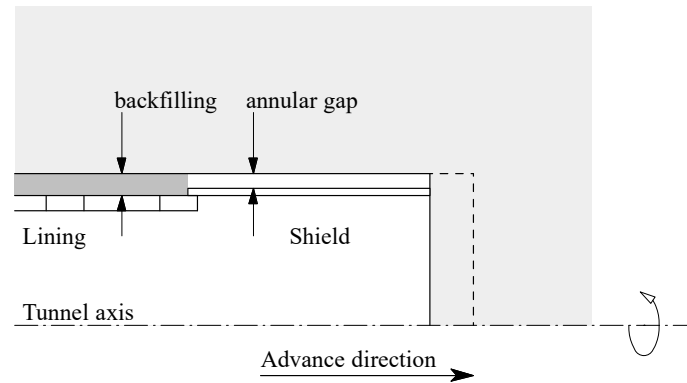 backfilling
annular gap
Lining
Shield
Tunnel axis
Advance direction